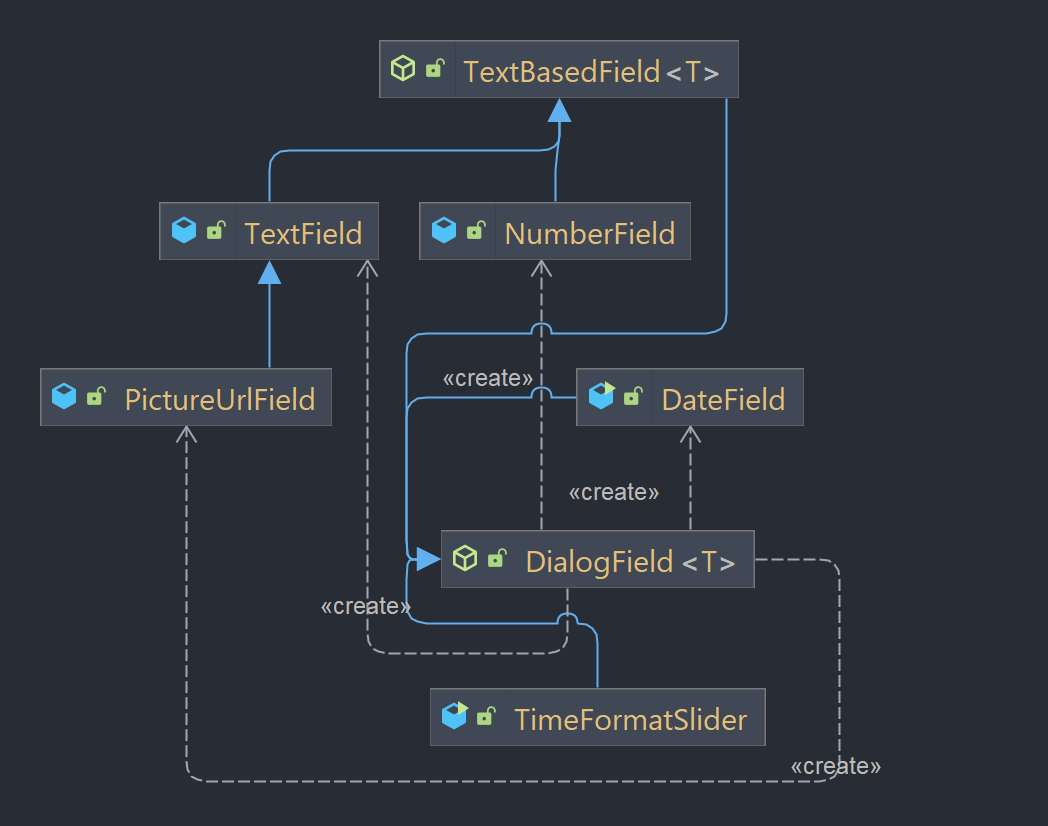 TextBasedField<T>
TextField
NumberField
«create»
PictureUrlField
DateField
«create»
DialogField <T>
«create»
TimeFormatSlider
«create»